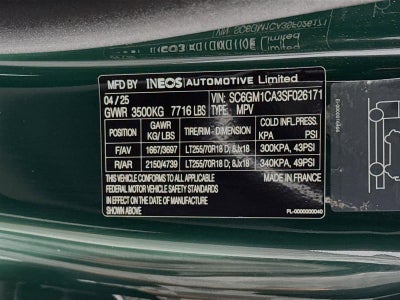 MFD BY INEOS AUTOMOTIVE Limited
04 / 25 VIN: SC6GM1CA3SF026171
GVWR 3500KG 7716 LBS TYPE: MPV
POSITION GAWR KG/ LBS TIRE/RIM - DIMENSION COLD INFL.PRESS. KPA PSI
F/AV 1667/3697 LT255/70R18 D; 8Jx18 300KPA, 43PSI
R/AR 2150/4739 LT255/70R18 D; 8Jx18 340KPA, 49PSI
THIS VEHICLE CONFORMS TO ALL APPLICABLE MADE IN FRANCE
FEDERAL MOTOR VEHICLE SAFETY STANDARDS
IN EFFECT ON THE DATE OF MANUFACTURE
SHOWN ABOVE
PL-0000000040